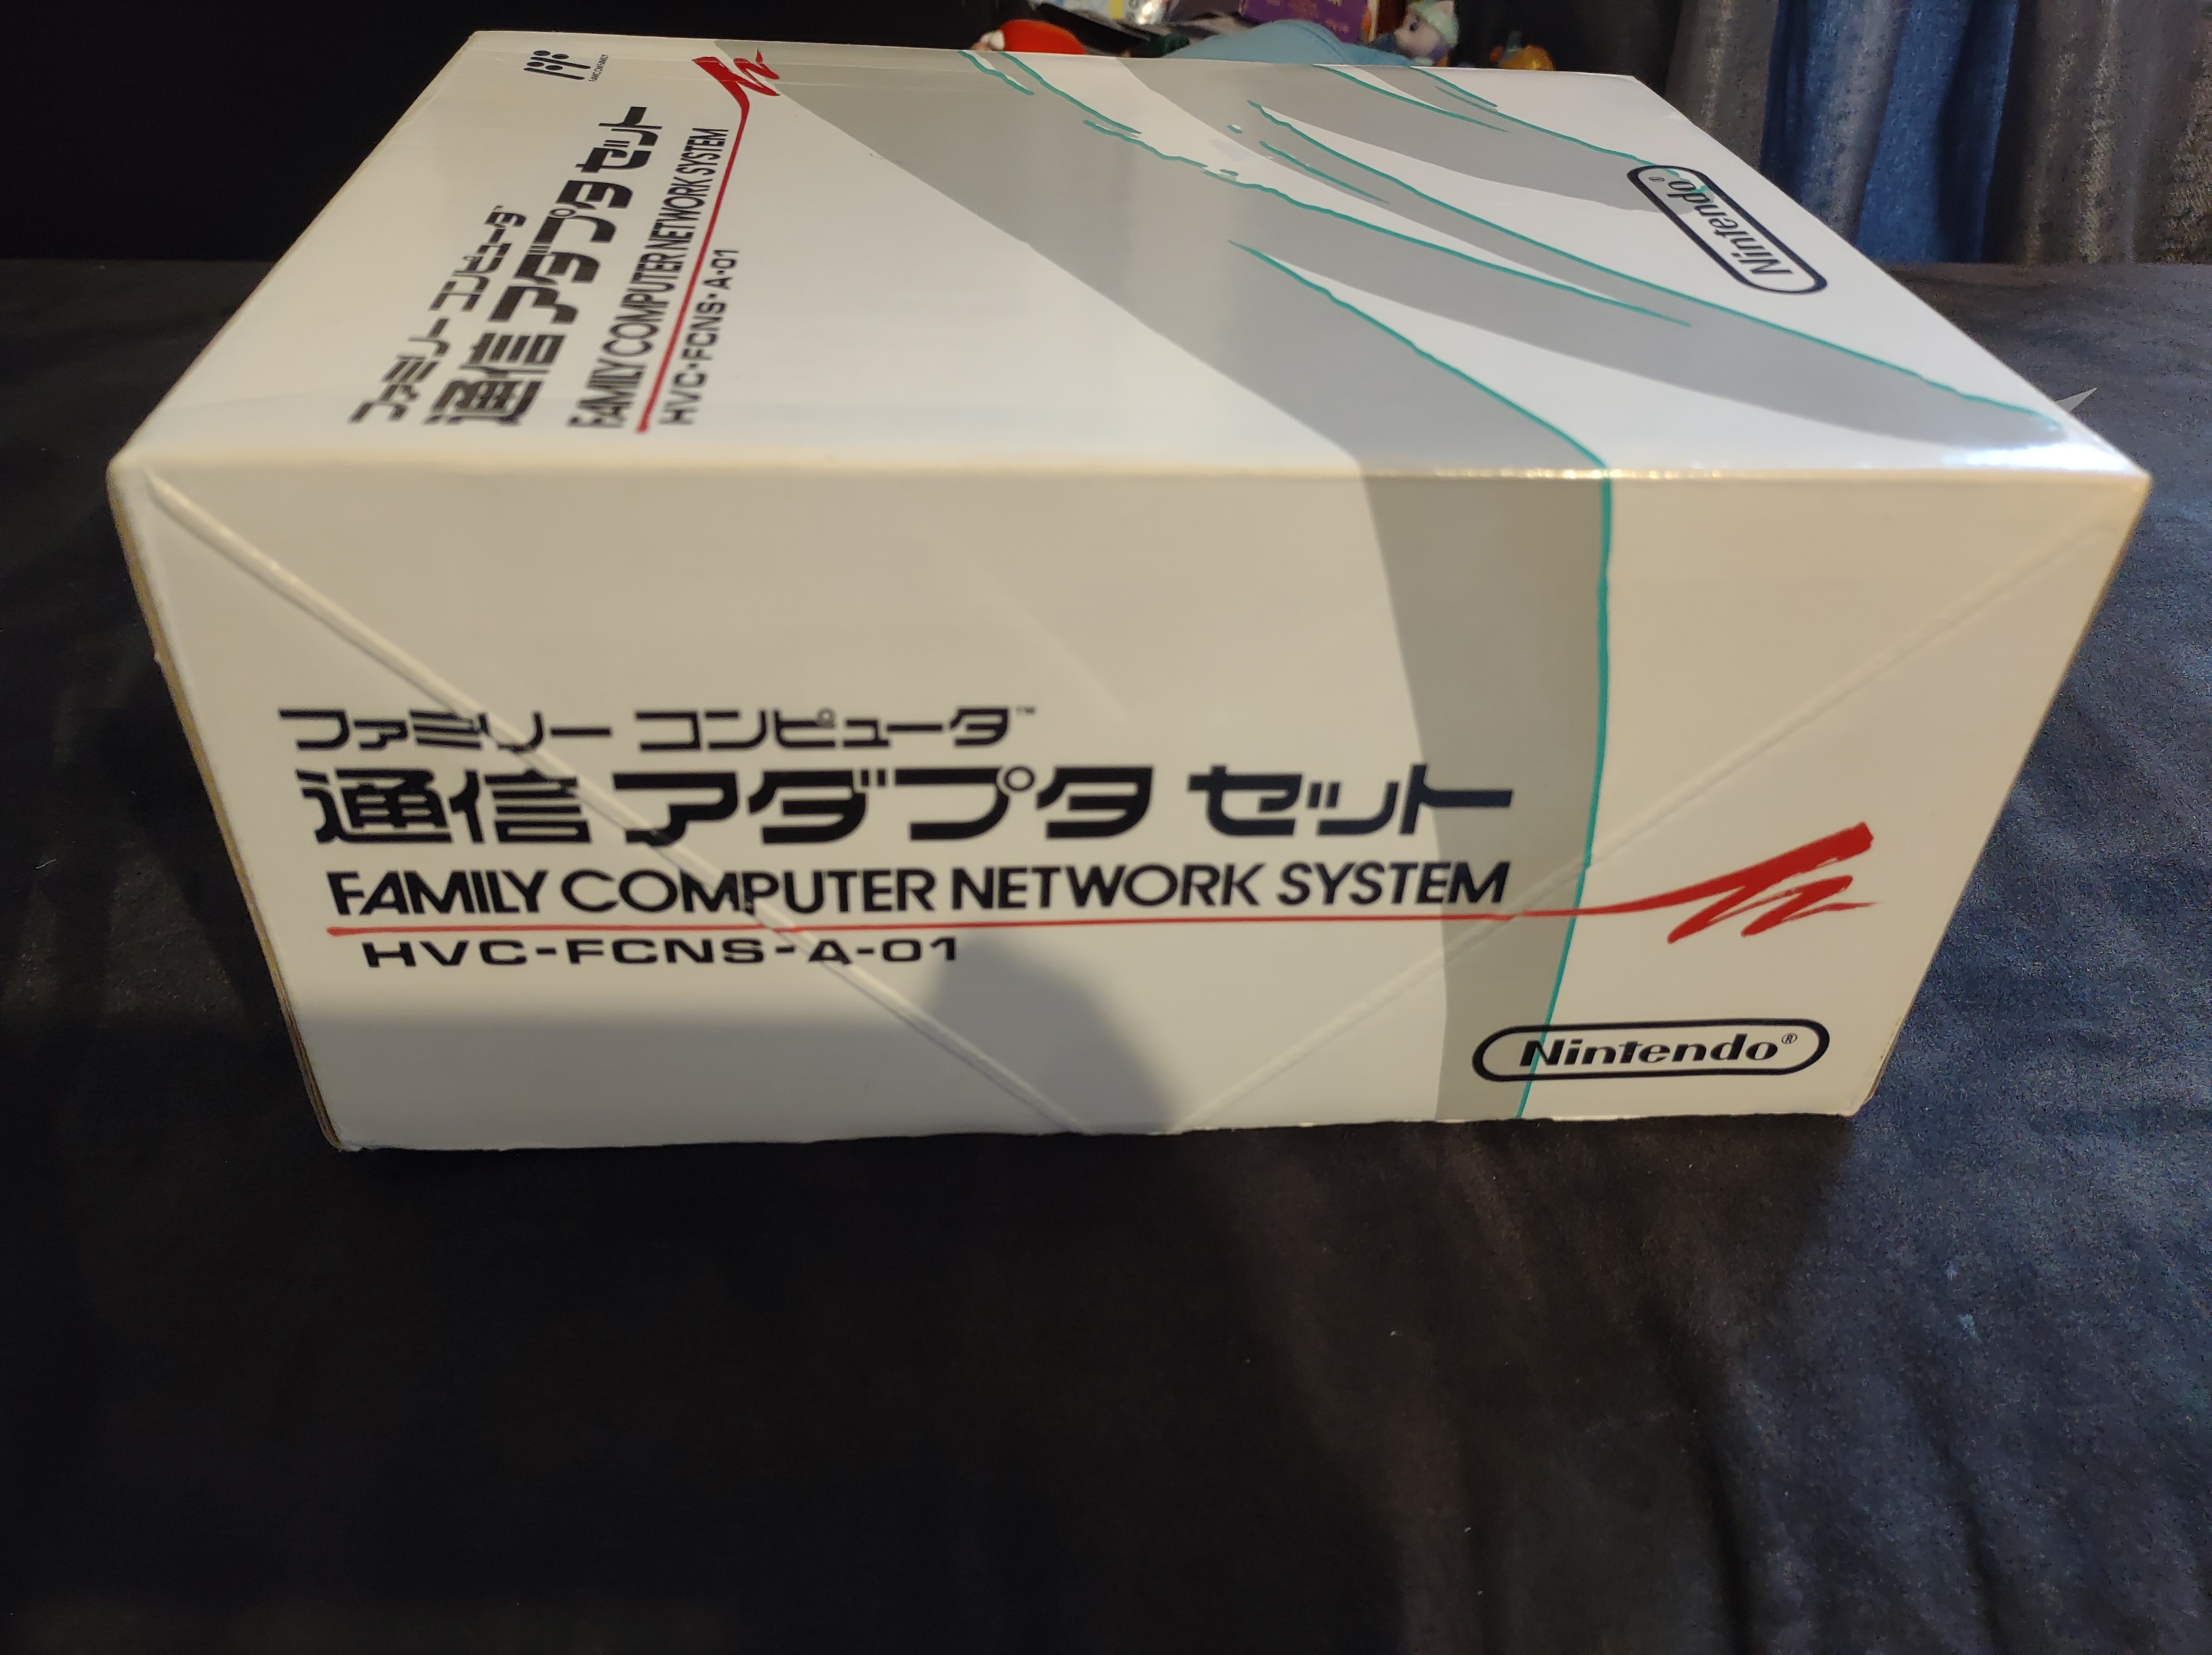 ファミリー コンピュータ™
通信 アダプタ セット
FAMILY COMPUTER NETWORK SYSTEM
HVC-FCNS-A-01
Nintendo®
ファミリー コンピュータ™
通信 アダプタ セット
FAMILY COMPUTER NETWORK SYSTEM
HVC-FCNS-A-01
Nintendo®